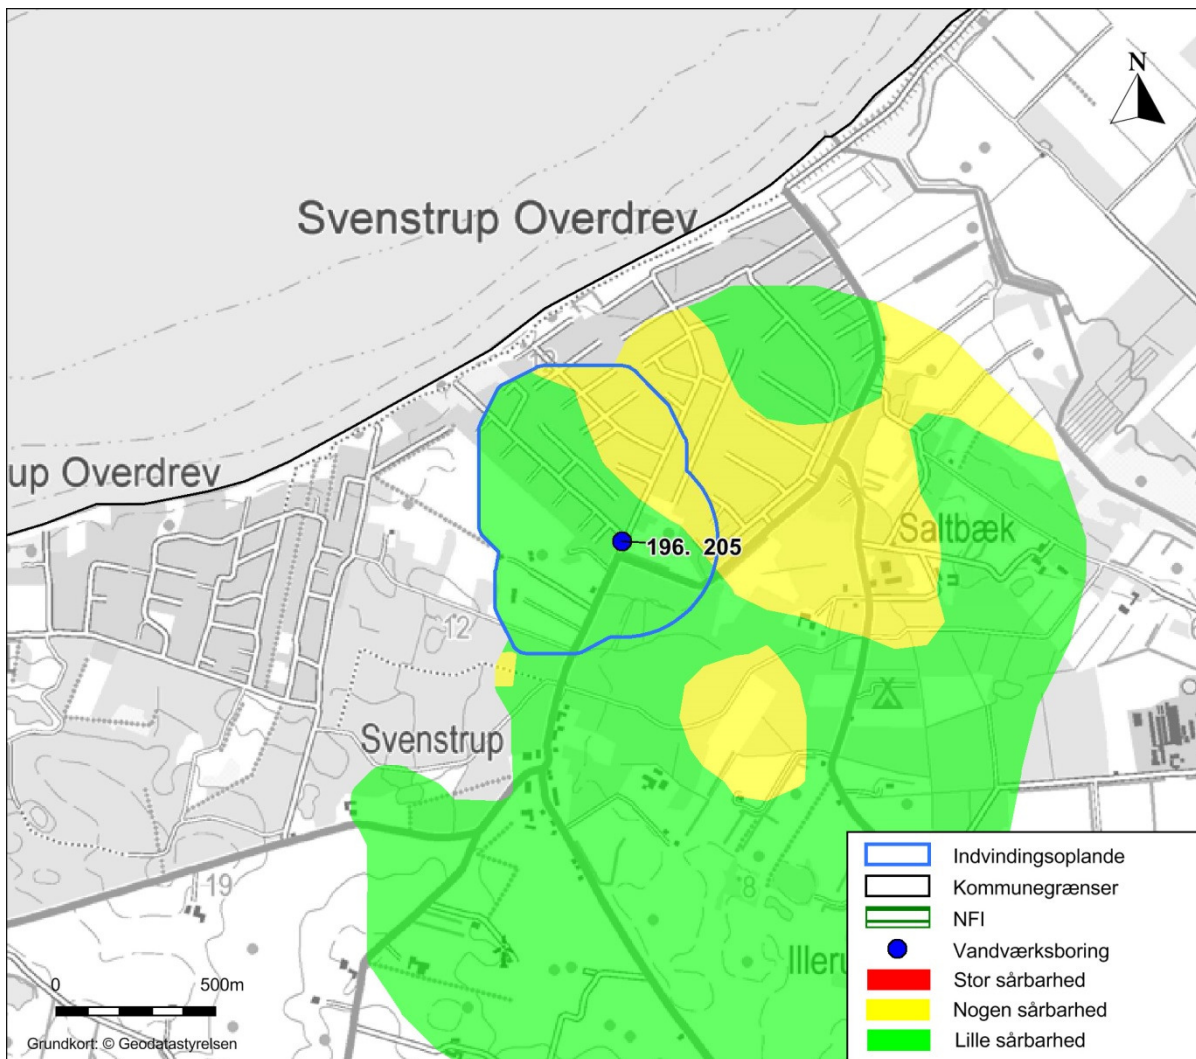 N
Svenstrup Overdrev
13
up Overdrev
196. 205
Saltbæk
12
Svenstrup
19
8
Illeru
0 500m
Grundkort: © Geodatastyrelsen
Indvindingsoplande
Kommunegrænser
NFI
Vandværksboring
Stor sårbarhed
Nogen sårbarhed
Lille sårbarhed